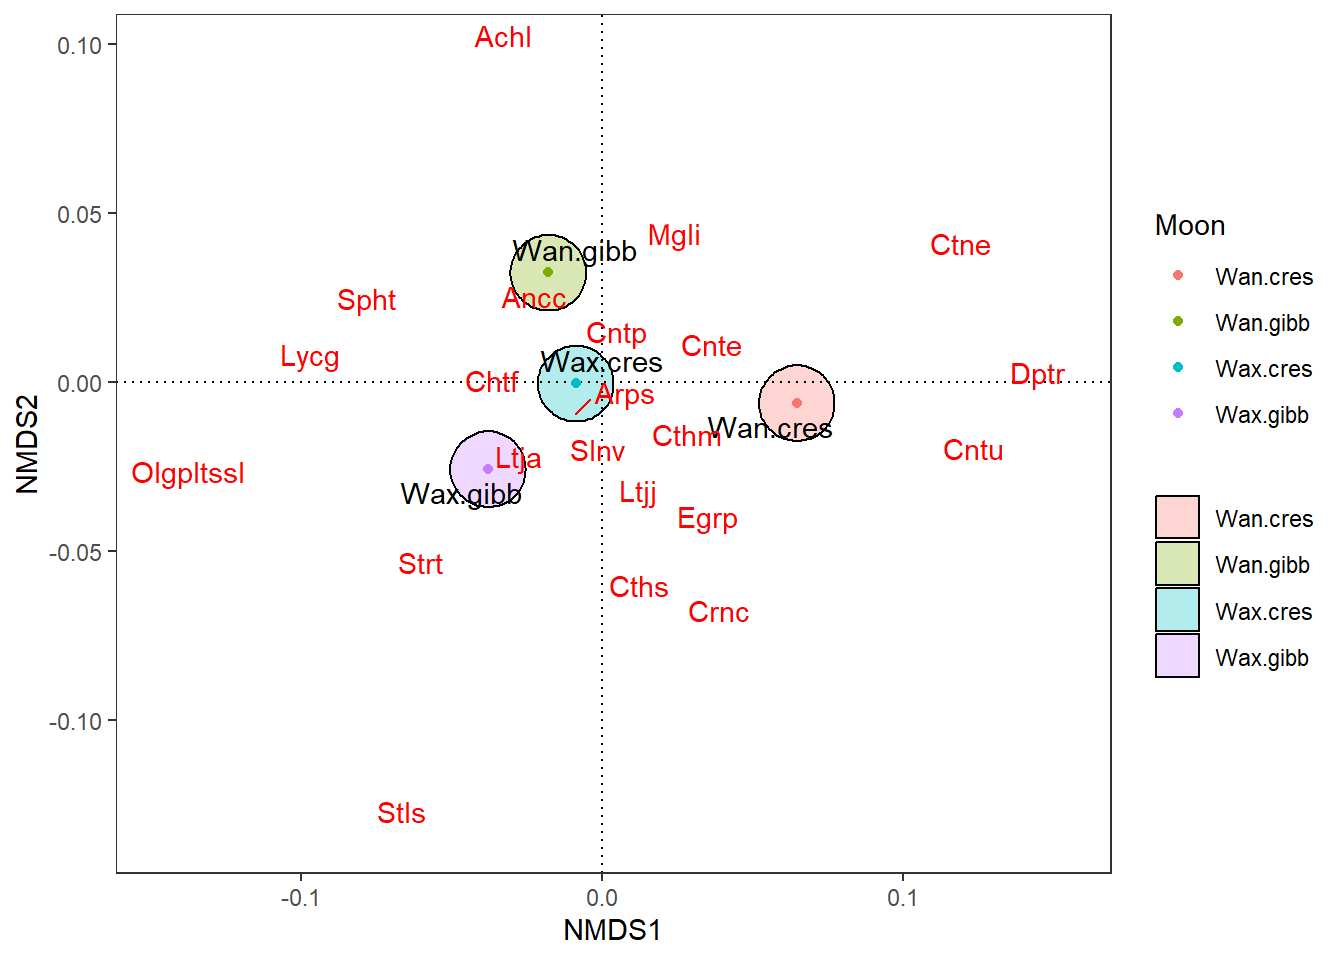 Achl
0.10
0.05
Wan.gibb
Mgli
Ctne
Spht
Ancc
Cntp
Lycg
Wax.cres
Cnte
0.00
Chtf
Arps
Dptr
Cthm
Wan.cres
Slnv
Cntu
Ltja
Olgpltssl
Wax.gibb
Ltjj
Egrp
-0.05
Strt
Cths
Crnc
-0.10
Stls
-0.1
0.0
0.1
NMDS1
NMDS2
Moon
Wan.cres
Wan.gibb
Wax.cres
Wax.gibb
Wan.cres
Wan.gibb
Wax.cres
Wax.gibb